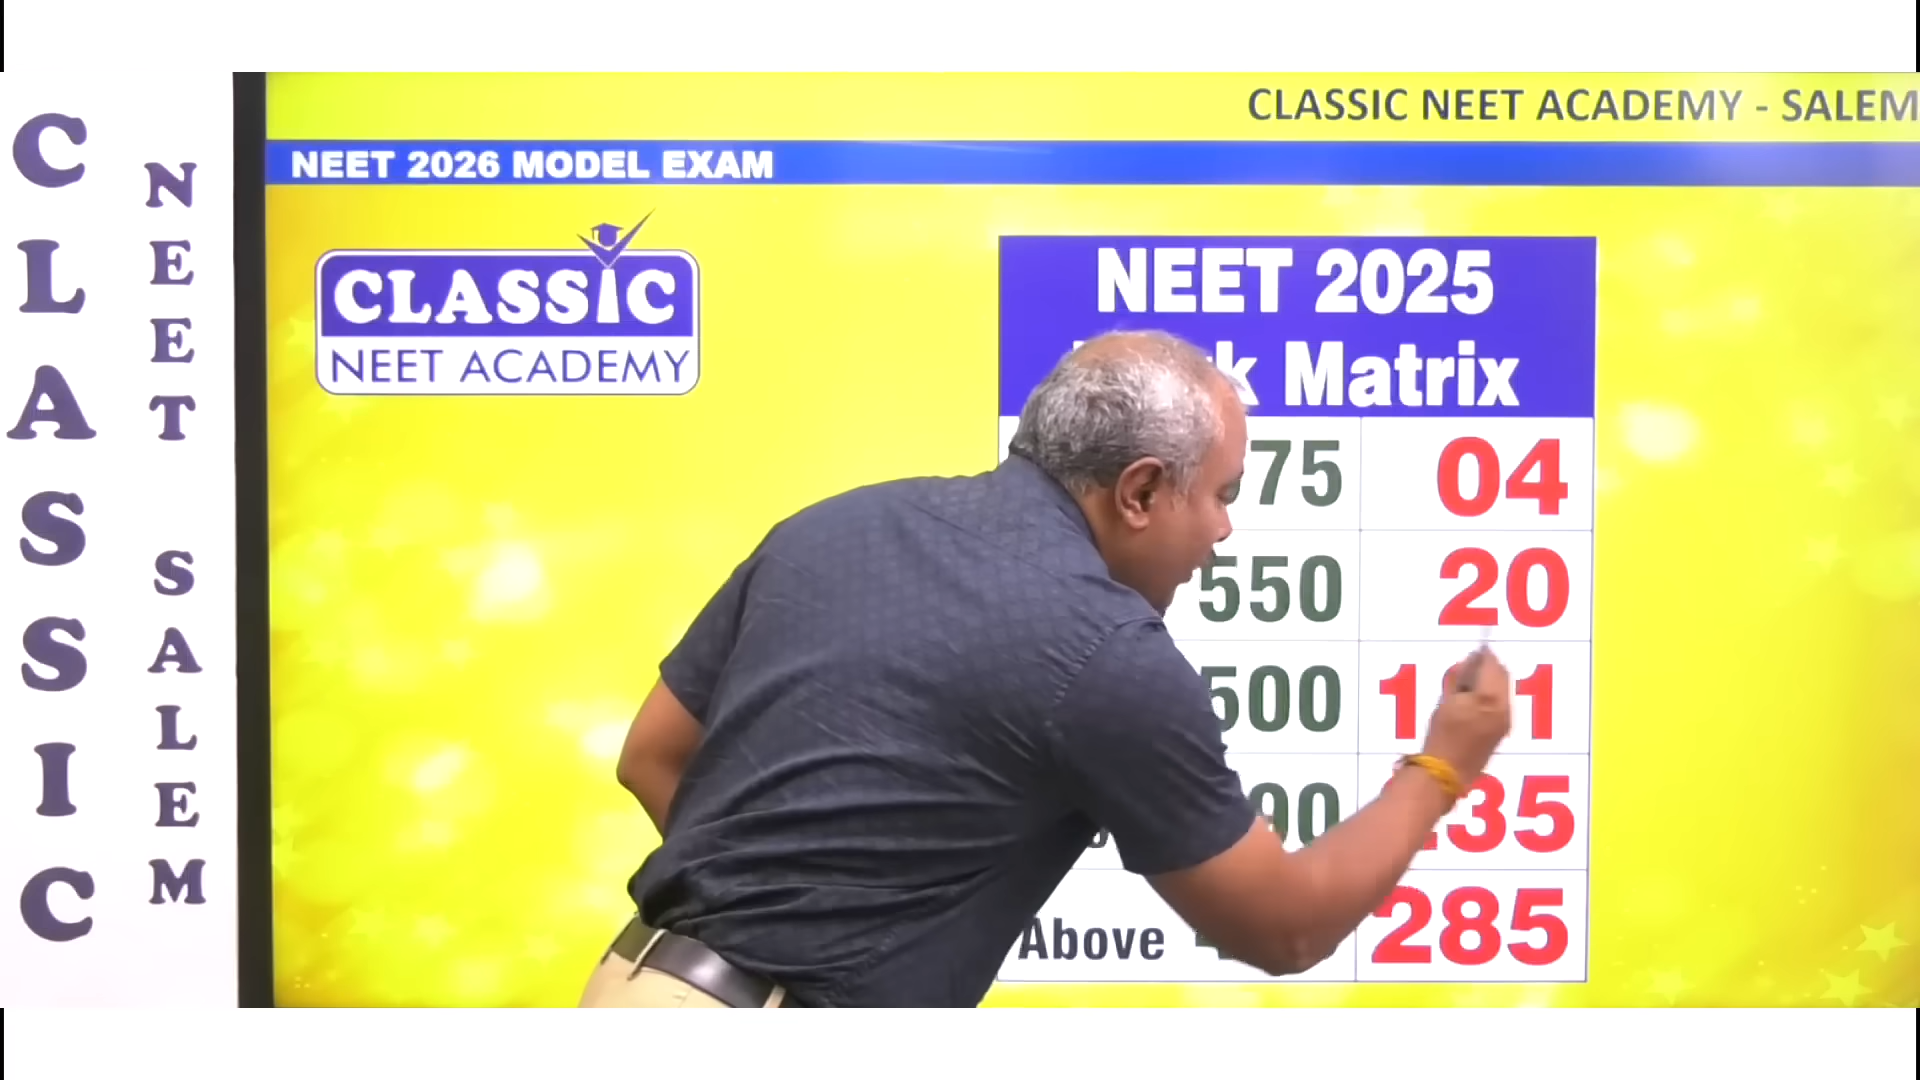 CLASSIC
NEET SALEM
CLASSIC NEET ACADEMY - SALEM
NEET 2026 MODEL EXAM
CLASSIC
NEET ACADEMY
NEET 2025
Matrix
75 04
550 20
500
90 35
Above 285